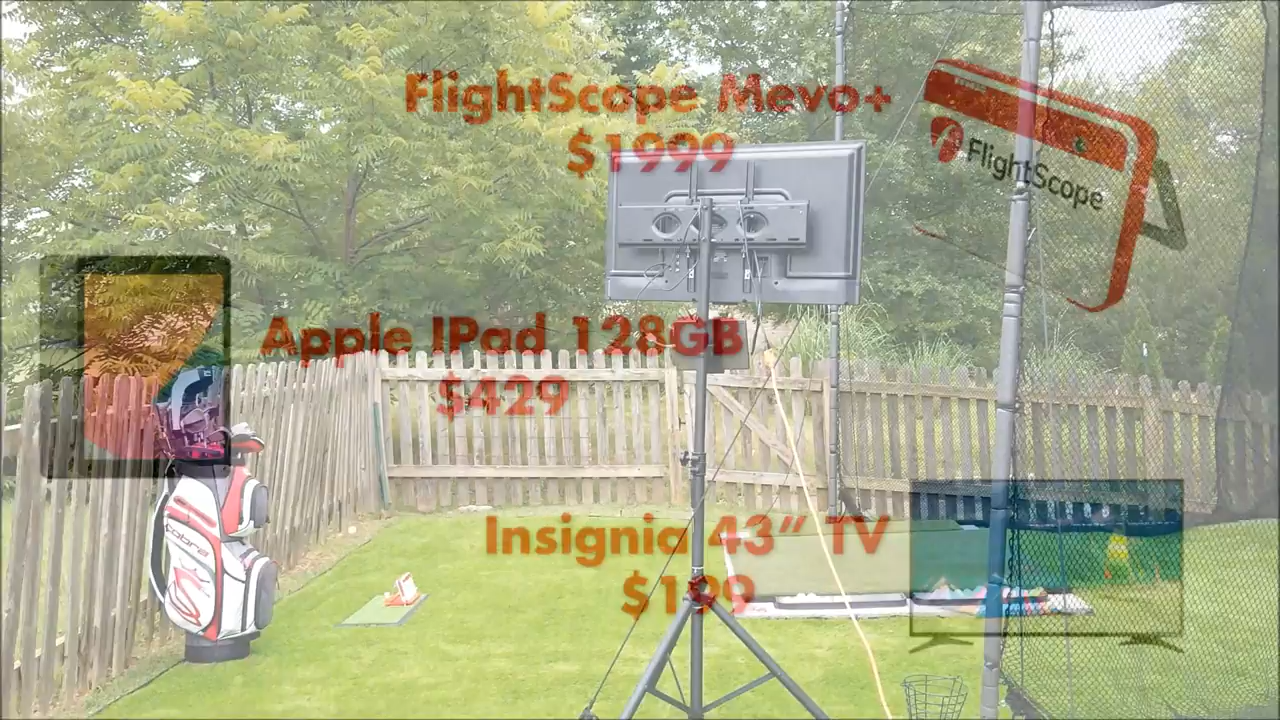 FlightScope Mevo+
$1999
FlightScope
Apple IPad 128GB
$429
cobra
Insignia 43” TV
$199